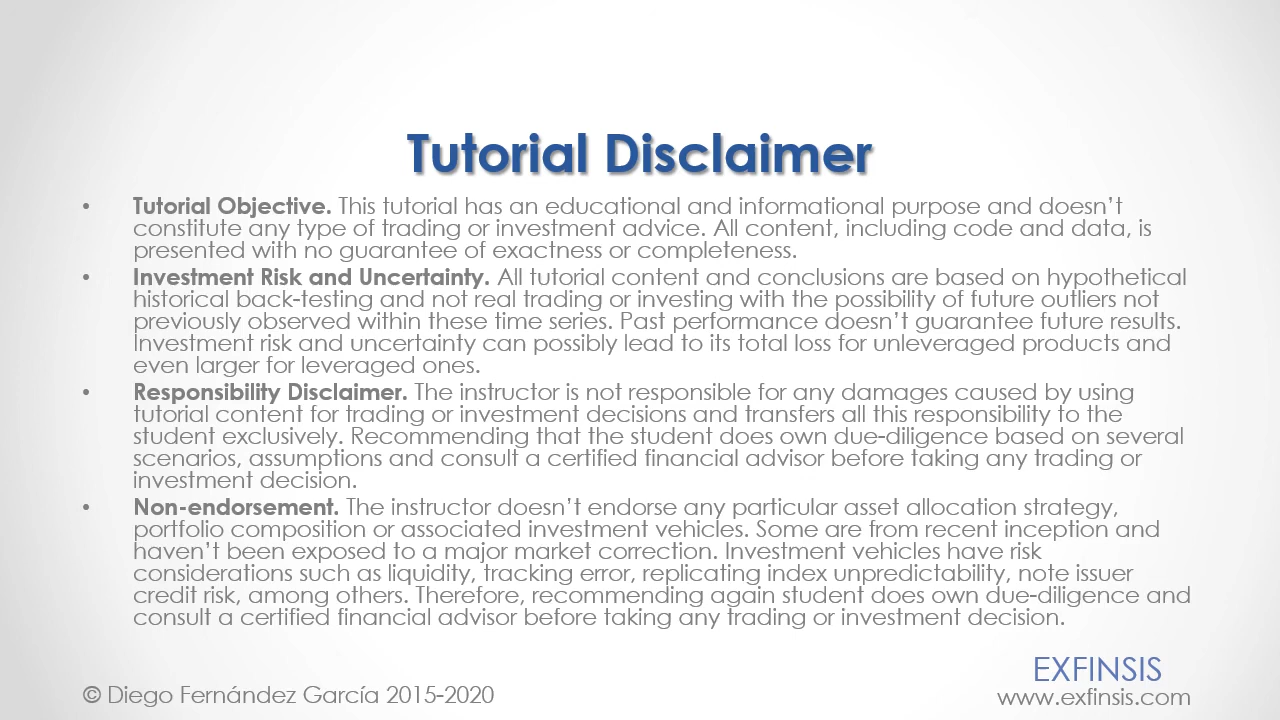 Tutorial Disclaimer
• Tutorial Objective. This tutorial has an educational and informational purpose and doesn’t
constitute any type of trading or investment advice. All content, including code and data, is
presented with no guarantee of exactness or completeness.
• Investment Risk and Uncertainty. All tutorial content and conclusions are based on hypothetical
historical back-testing and not real trading or investing with the possibility of future outliers not
previously observed within these time series. Past performance doesn’t guarantee future results.
Investment risk and uncertainty can possibly lead to its total loss for unleveraged products and
even larger for leveraged ones.
• Responsibility Disclaimer. The instructor is not responsible for any damages caused by using
tutorial content for trading or investment decisions and transfers all this responsibility to the
student exclusively. Recommending that the student does own due-diligence based on several
scenarios, assumptions and consult a certified financial advisor before taking any trading or
investment decision.
• Non-endorsement. The instructor doesn’t endorse any particular asset allocation strategy,
portfolio composition or associated investment vehicles. Some are from recent inception and
haven’t been exposed to a major market correction. Investment vehicles have risk
considerations such as liquidity, tracking error, replicating index unpredictability, note issuer
credit risk, among others. Therefore, recommending again student does own due-diligence and
consult a certified financial advisor before taking any trading or investment decision.
EXFINSIS
© Diego Fernández García 2015-2020
www.exfinsis.com